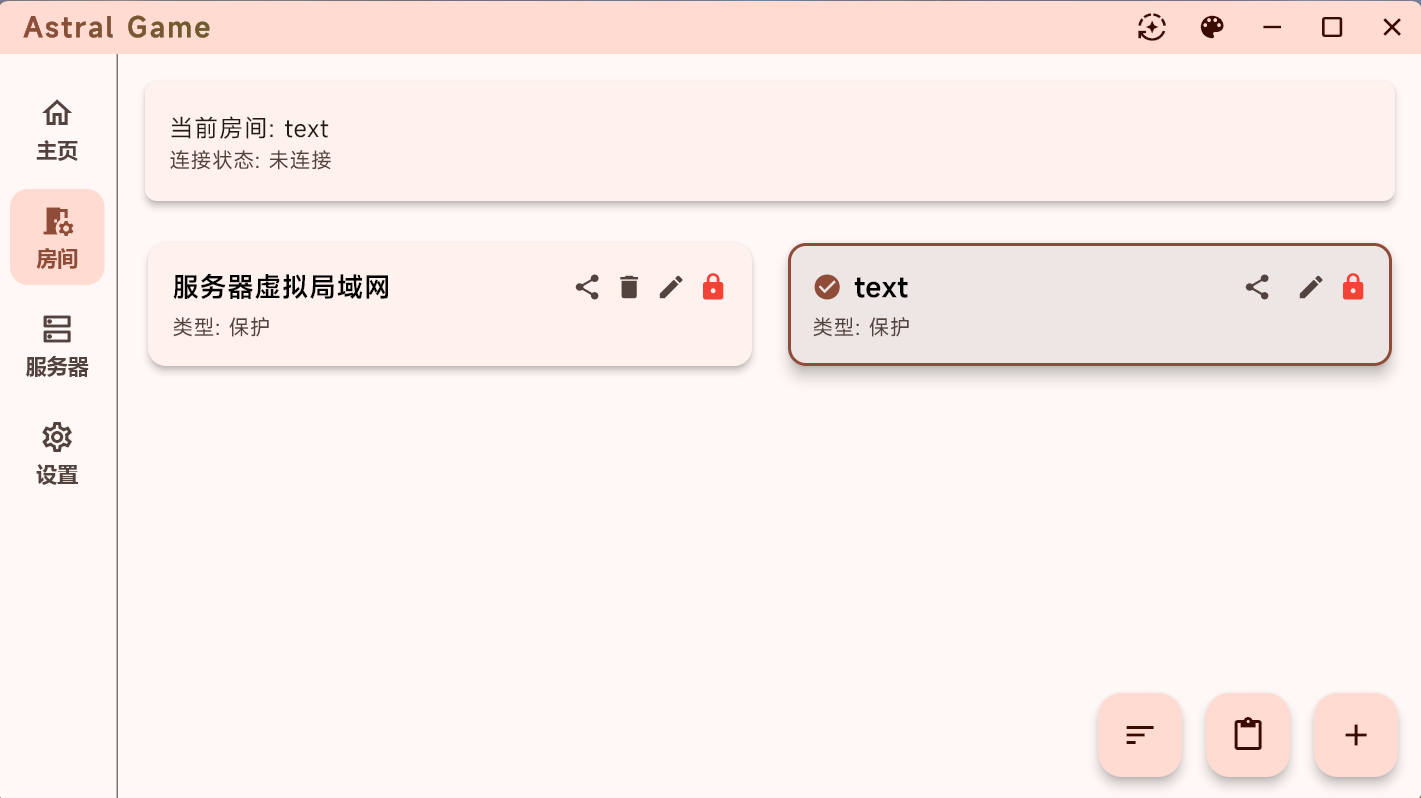 Astral Game
主页
房间
服务器
设置
当前房间: text
连接状态: 未连接
服务器虚拟局域网
类型: 保护
text
类型: 保护